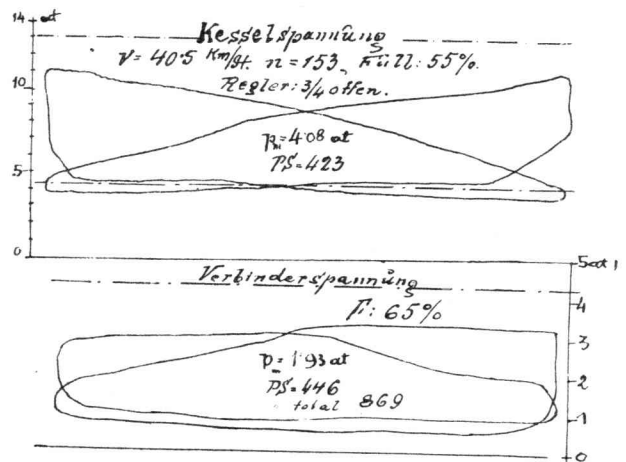 14 at
Kesselspannung
V= 40·5 Km/St. n=153, Füll: 55%.
Regler: 3/4 offen.
10
pm=4·08 at
PS=423
5
0
Verbinderspannung
5 at
F: 65%
4
3
pm=1·93 at
2
PS=446
total 869
1
0